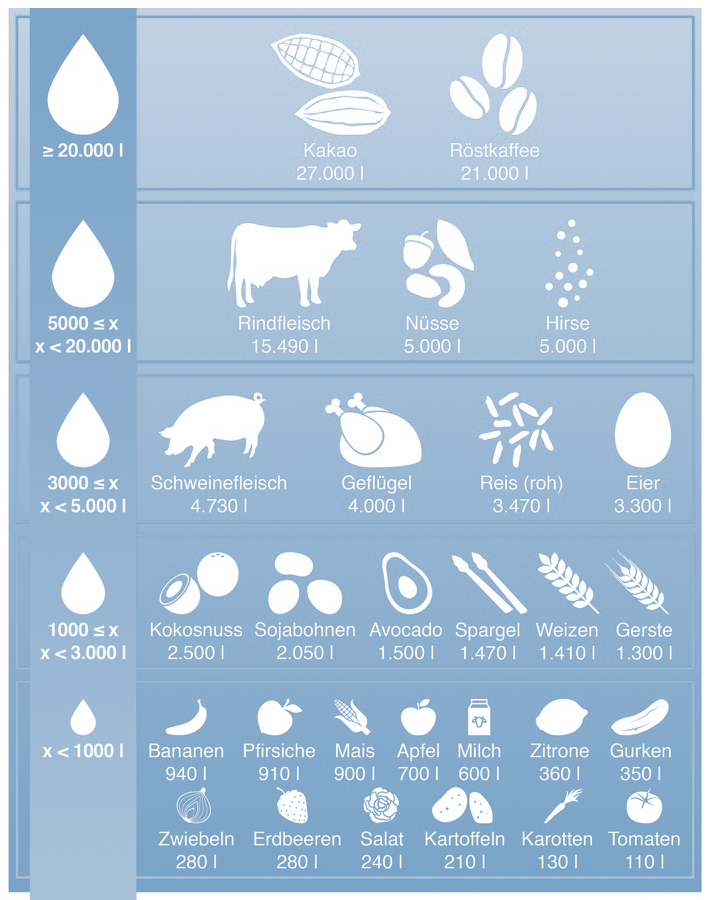 ≥ 20.000 l
Kakao
27.000 l
Röstkaffee
21.000 l
5000 ≤ x
x < 20.000 l
Rindfleisch
15.490 l
Nüsse
5.000 l
Hirse
5.000 l
3000 ≤ x
x < 5.000 l
Schweinefleisch
4.730 l
Geflügel
4.000 l
Reis (roh)
3.470 l
Eier
3.300 l
1000 ≤ x
x < 3.000 l
Kokosnuss
2.500 l
Sojabohnen
2.050 l
Avocado
1.500 l
Spargel
1.470 l
Weizen
1.410 l
Gerste
1.300 l
x < 1000 l
Bananen
940 l
Pfirsiche
910 l
Mais
900 l
Apfel
700 l
Milch
600 l
Zitrone
360 l
Gurken
350 l
Zwiebeln
280 l
Erdbeeren
280 l
Salat
240 l
Kartoffeln
210 l
Karotten
130 l
Tomaten
110 l